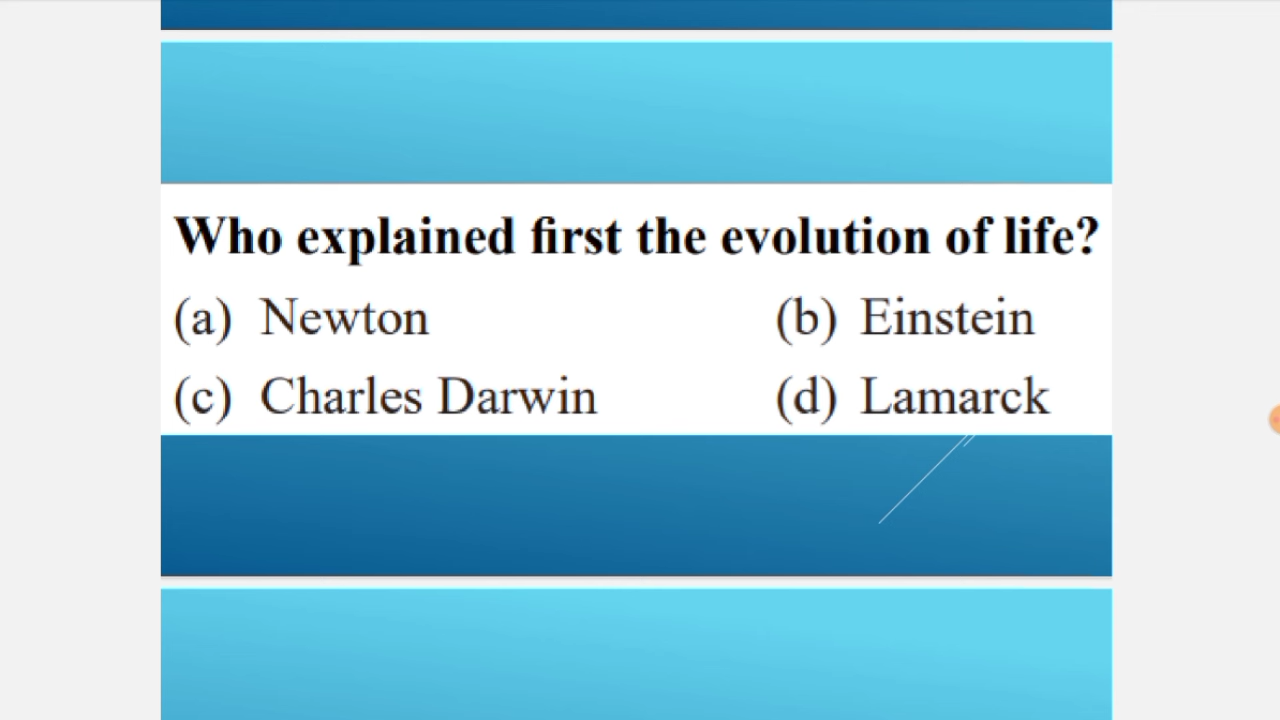 Who explained first the evolution of life?
(a) Newton (b) Einstein
(c) Charles Darwin (d) Lamarck